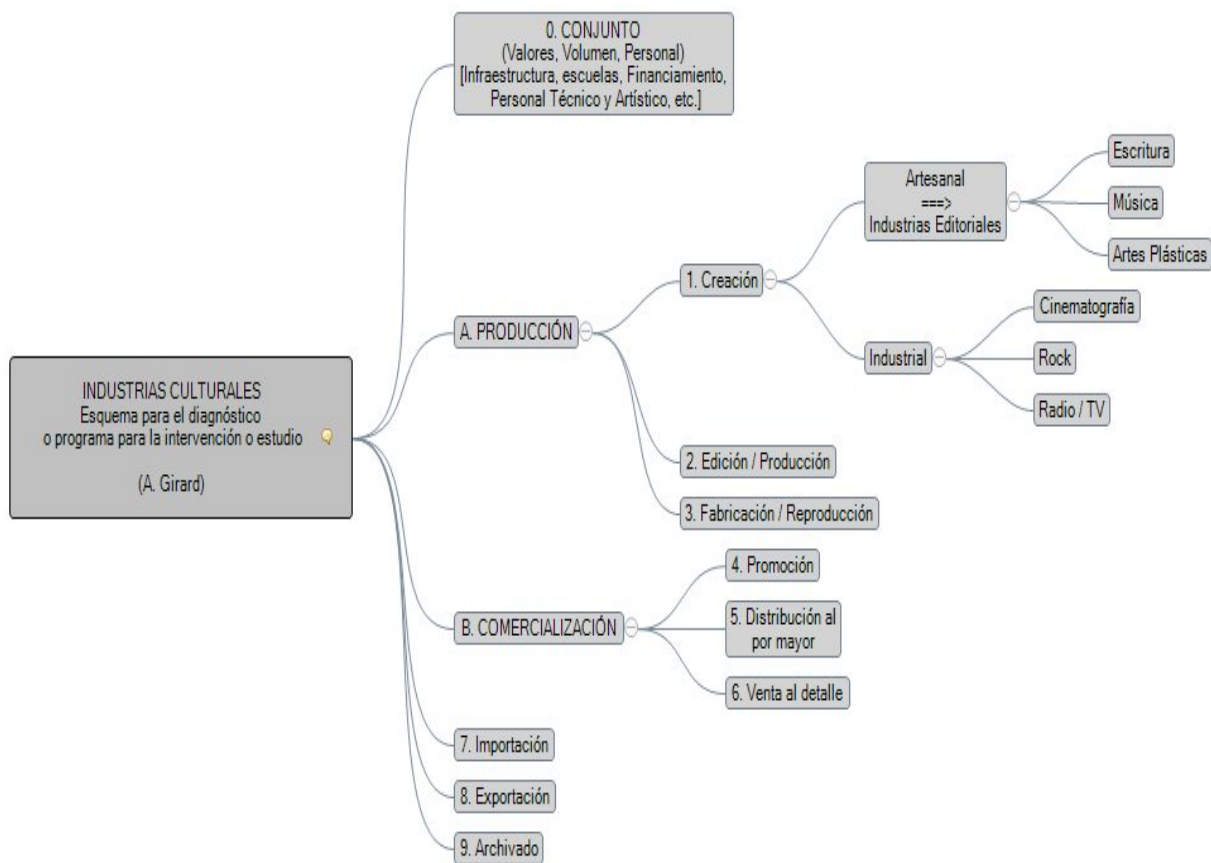 0. CONJUNTO
(Valores, Volumen, Personal)
[Infraestructura, escuelas, Financiamiento,
Personal Técnico y Artístico, etc.]
INDUSTRIAS CULTURALES
Esquema para el diagnóstico
o programa para la intervención o estudio
(A. Girard)
A. PRODUCCIÓN
1. Creación
Artesanal
===>
Industrias Editoriales
Escritura
Música
Artes Plásticas
Industrial
Cinematografía
Rock
Radio / TV
2. Edición / Producción
3. Fabricación / Reproducción
B. COMERCIALIZACIÓN
4. Promoción
5. Distribución al
por mayor
6. Venta al detalle
7. Importación
8. Exportación
9. Archivado